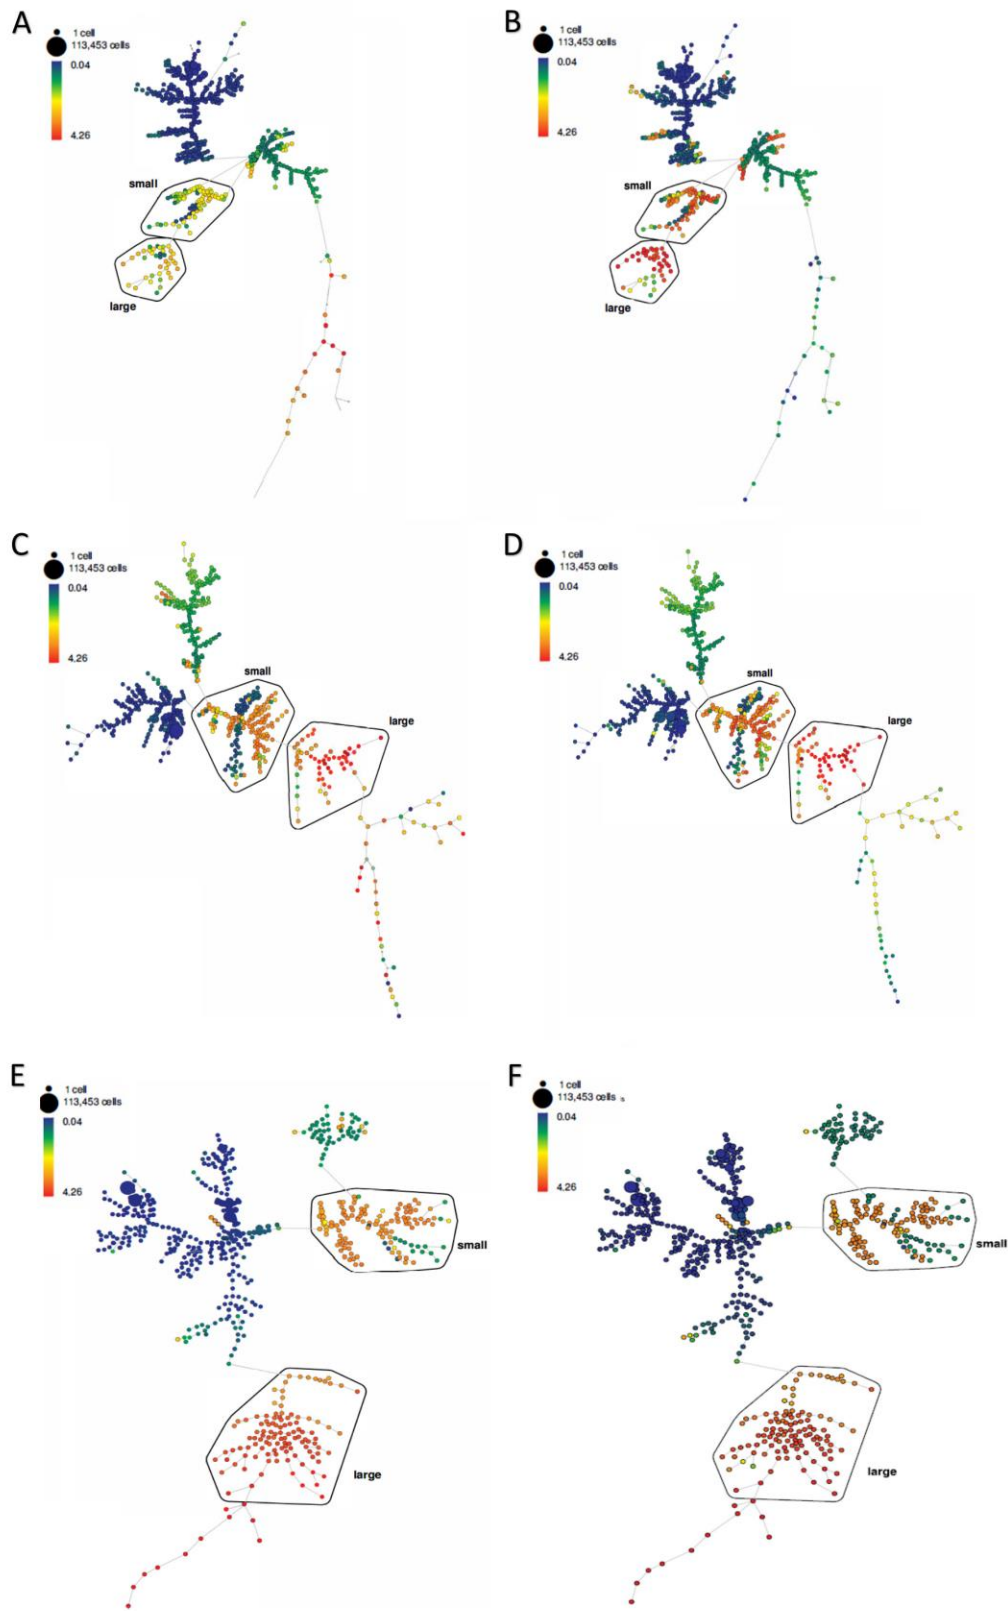 A
1 cell
113,453 cells
0.04
4.26
small
large
B
1 cell
113,453 cells
0.04
4.26
small
large
C
1 cell
113,453 cells
0.04
4.26
small
large
D
1 cell
113,453 cells
0.04
4.26
small
large
E
1 cell
113,453 cells
0.04
4.26
small
large
F
1 cell
113,453 cells s
0.04
4.26
small
large